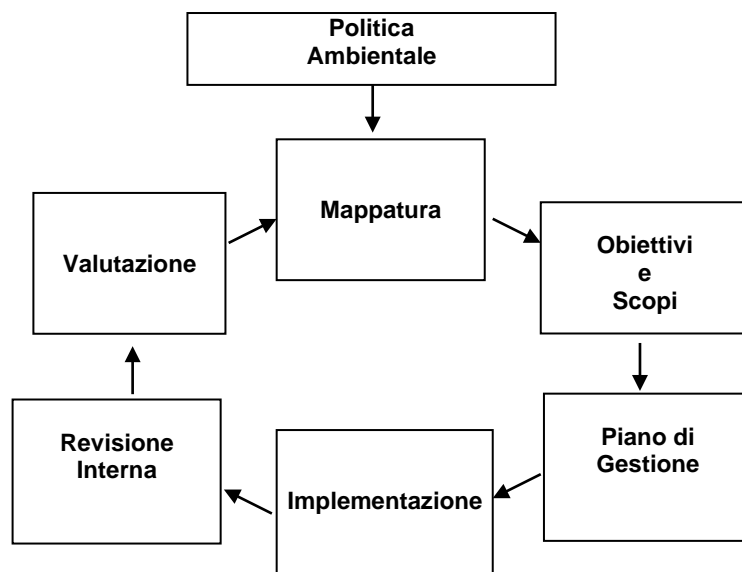 Politica
Ambientale
Mappatura
Obiettivi
e
Scopi
Valutazione
Piano di
Gestione
Revisione
Interna
Implementazione